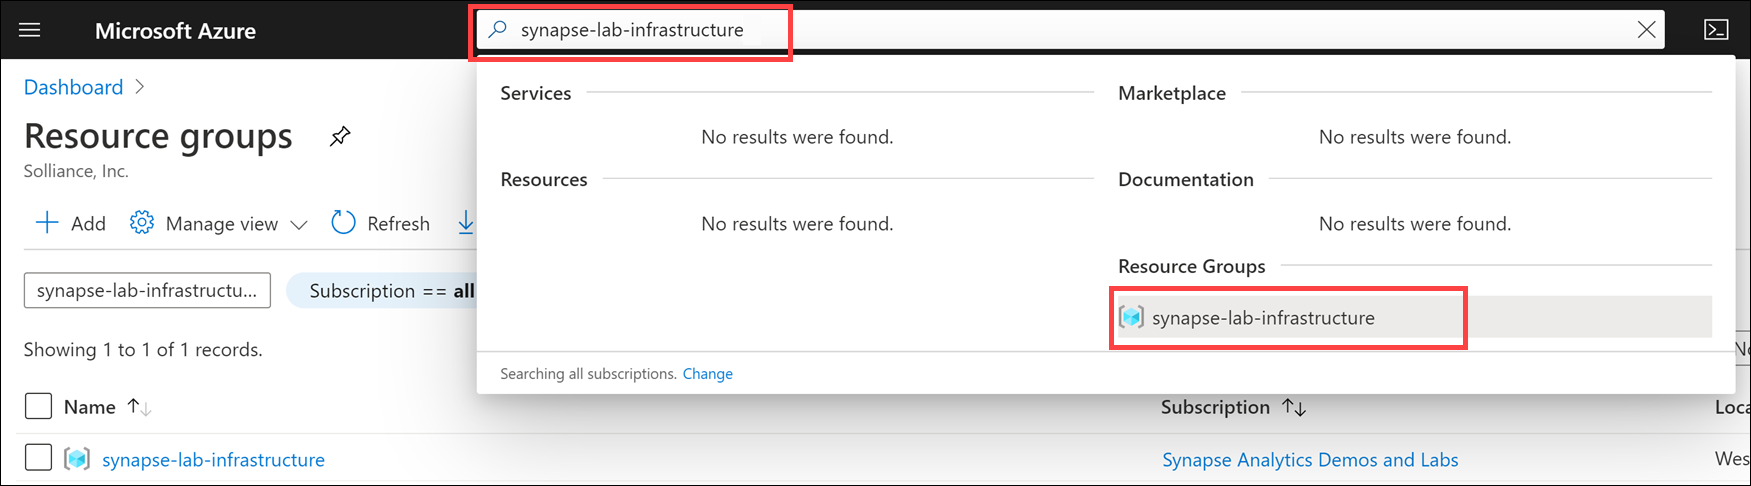 Microsoft Azure
synapse-lab-infrastructure
Dashboard
Resource groups
Solliance, Inc.
Add
Manage view
Refresh
synapse-lab-infrastructu...
Subscription == all
Showing 1 to 1 of 1 records.
Services
No results were found.
Resources
No results were found.
Marketplace
No results were found.
Documentation
No results were found.
Resource Groups
synapse-lab-infrastructure
Searching all subscriptions. Change
No
Name
Subscription
Loca
synapse-lab-infrastructure
Synapse Analytics Demos and Labs
Wes